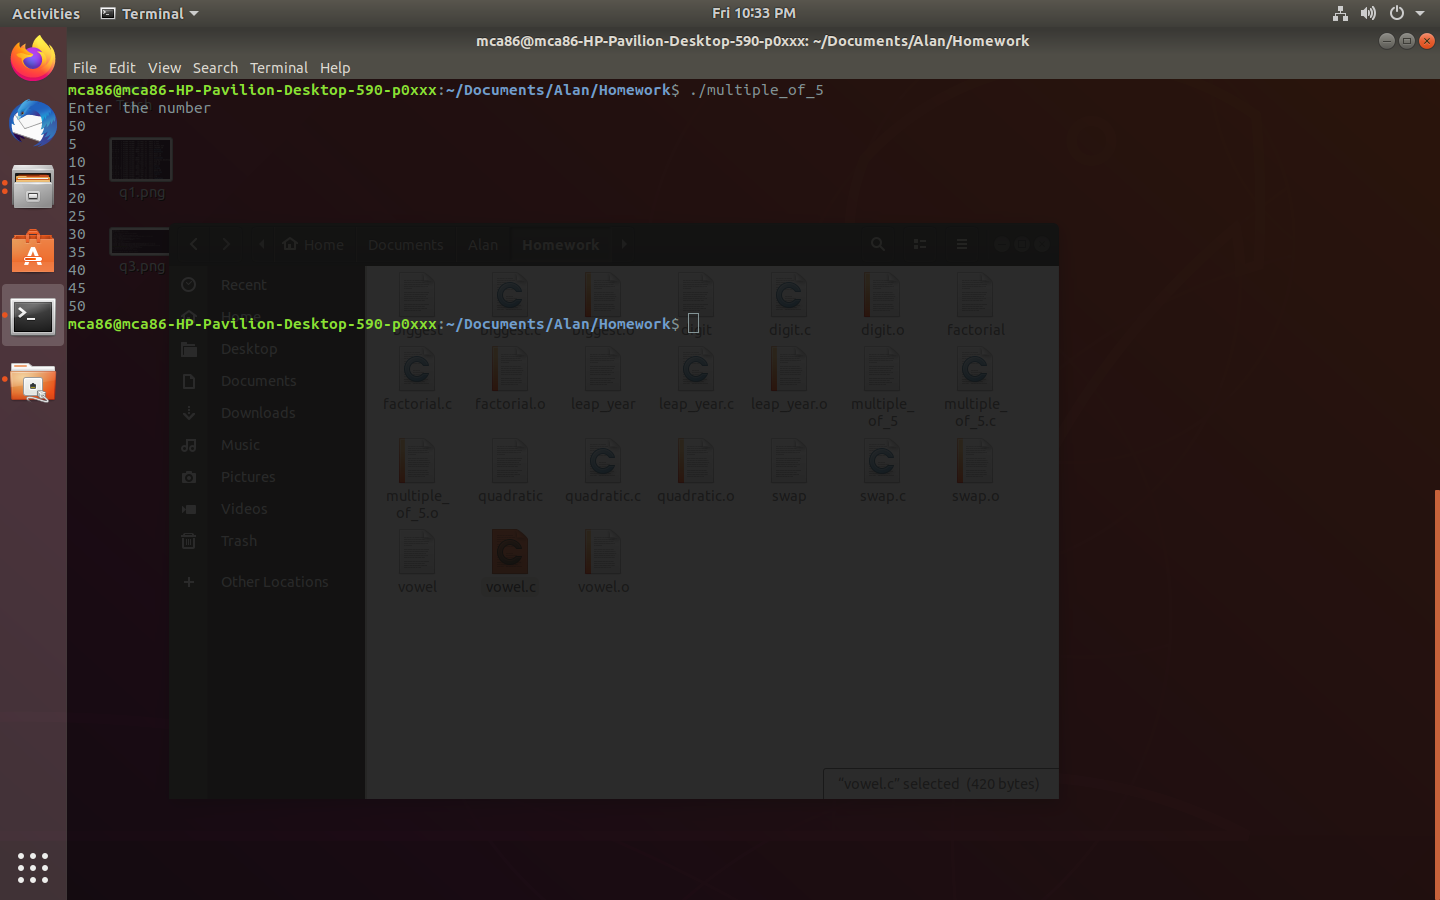 Activities Terminal Fri 10:33 PM
mca86@mca86-HP-Pavilion-Desktop-590-p0xxx: ~/Documents/Alan/Homework
File Edit View Search Terminal Help
mca86@mca86-HP-Pavilion-Desktop-590-p0xxx:~/Documents/Alan/Homework$ ./multiple_of_5
Enter the number
50
5
10
15
20
25
30
35
40
45
50
mca86@mca86-HP-Pavilion-Desktop-590-p0xxx:~/Documents/Alan/Homework$
q1.png
q3.png
Home Documents Alan Homework
Recent
Home
Desktop
Documents
Downloads
Music
Pictures
Videos
Trash
Other Locations
digit digit.c digit.o factorial
factorial.c factorial.o leap_year leap_year.c leap_year.o multiple_of_5 multiple_of_5.c
multiple_of_5.o quadratic quadratic.c quadratic.o swap swap.c swap.o
vowel vowel.c vowel.o
"vowel.c" selected (420 bytes)